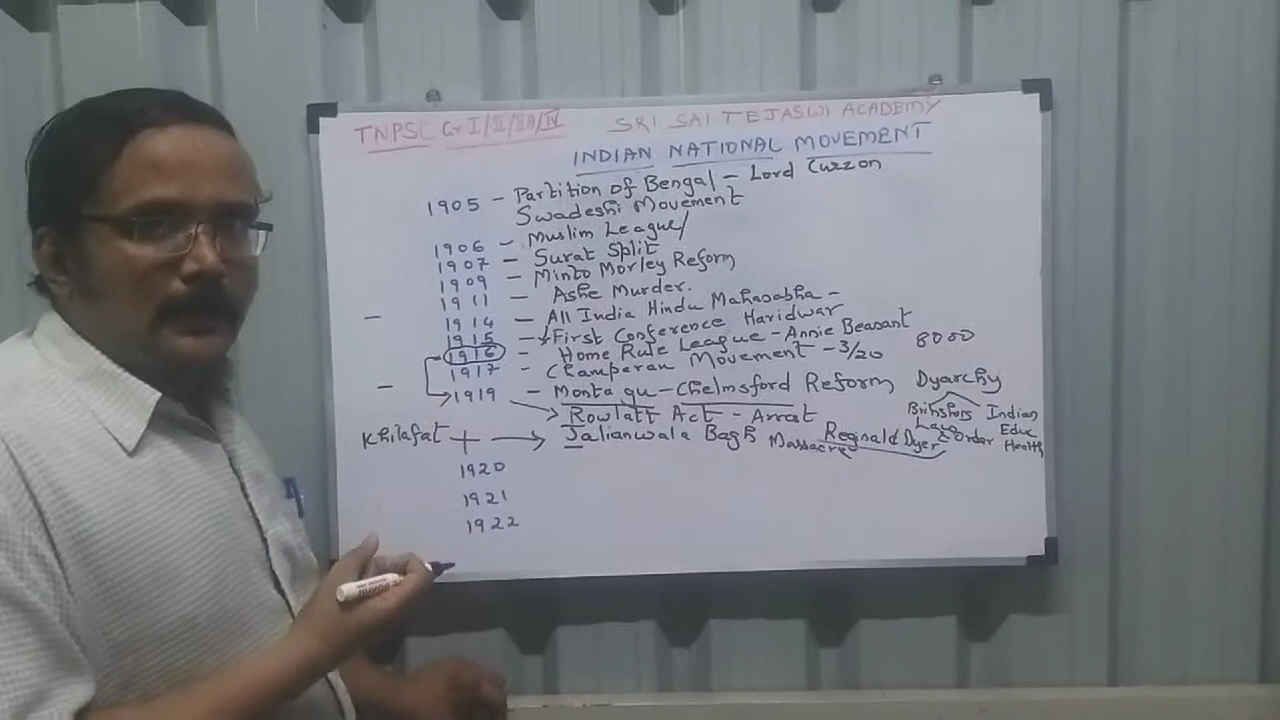 TNPSC Gr I/II/IIA/IV SRI SAI TEJASWI ACADEMY
INDIAN NATIONAL MOVEMENT
1905 - Partition of Bengal - Lord Curzon
Swadeshi Movement
1906 - Muslim League/
1907 - Surat Split
1909 - Minto Morley Reform
1911 - Ashe Murder.
- 1914 - All India Hindu Mahasabha -
1915 - First Conference Haridwar
1916 - Home Rule League - Annie Beasant 8000
1917 - Champaran Movement - 3/20
- 1919 - Montagu - Chelmsford Reform Dyarchy
Rowlatt Act - Arrest Indian
Law Educ
& Order Health
Khilafat Jalianwala Bagh Massacre Reginald Dyer
1920
1921
1922